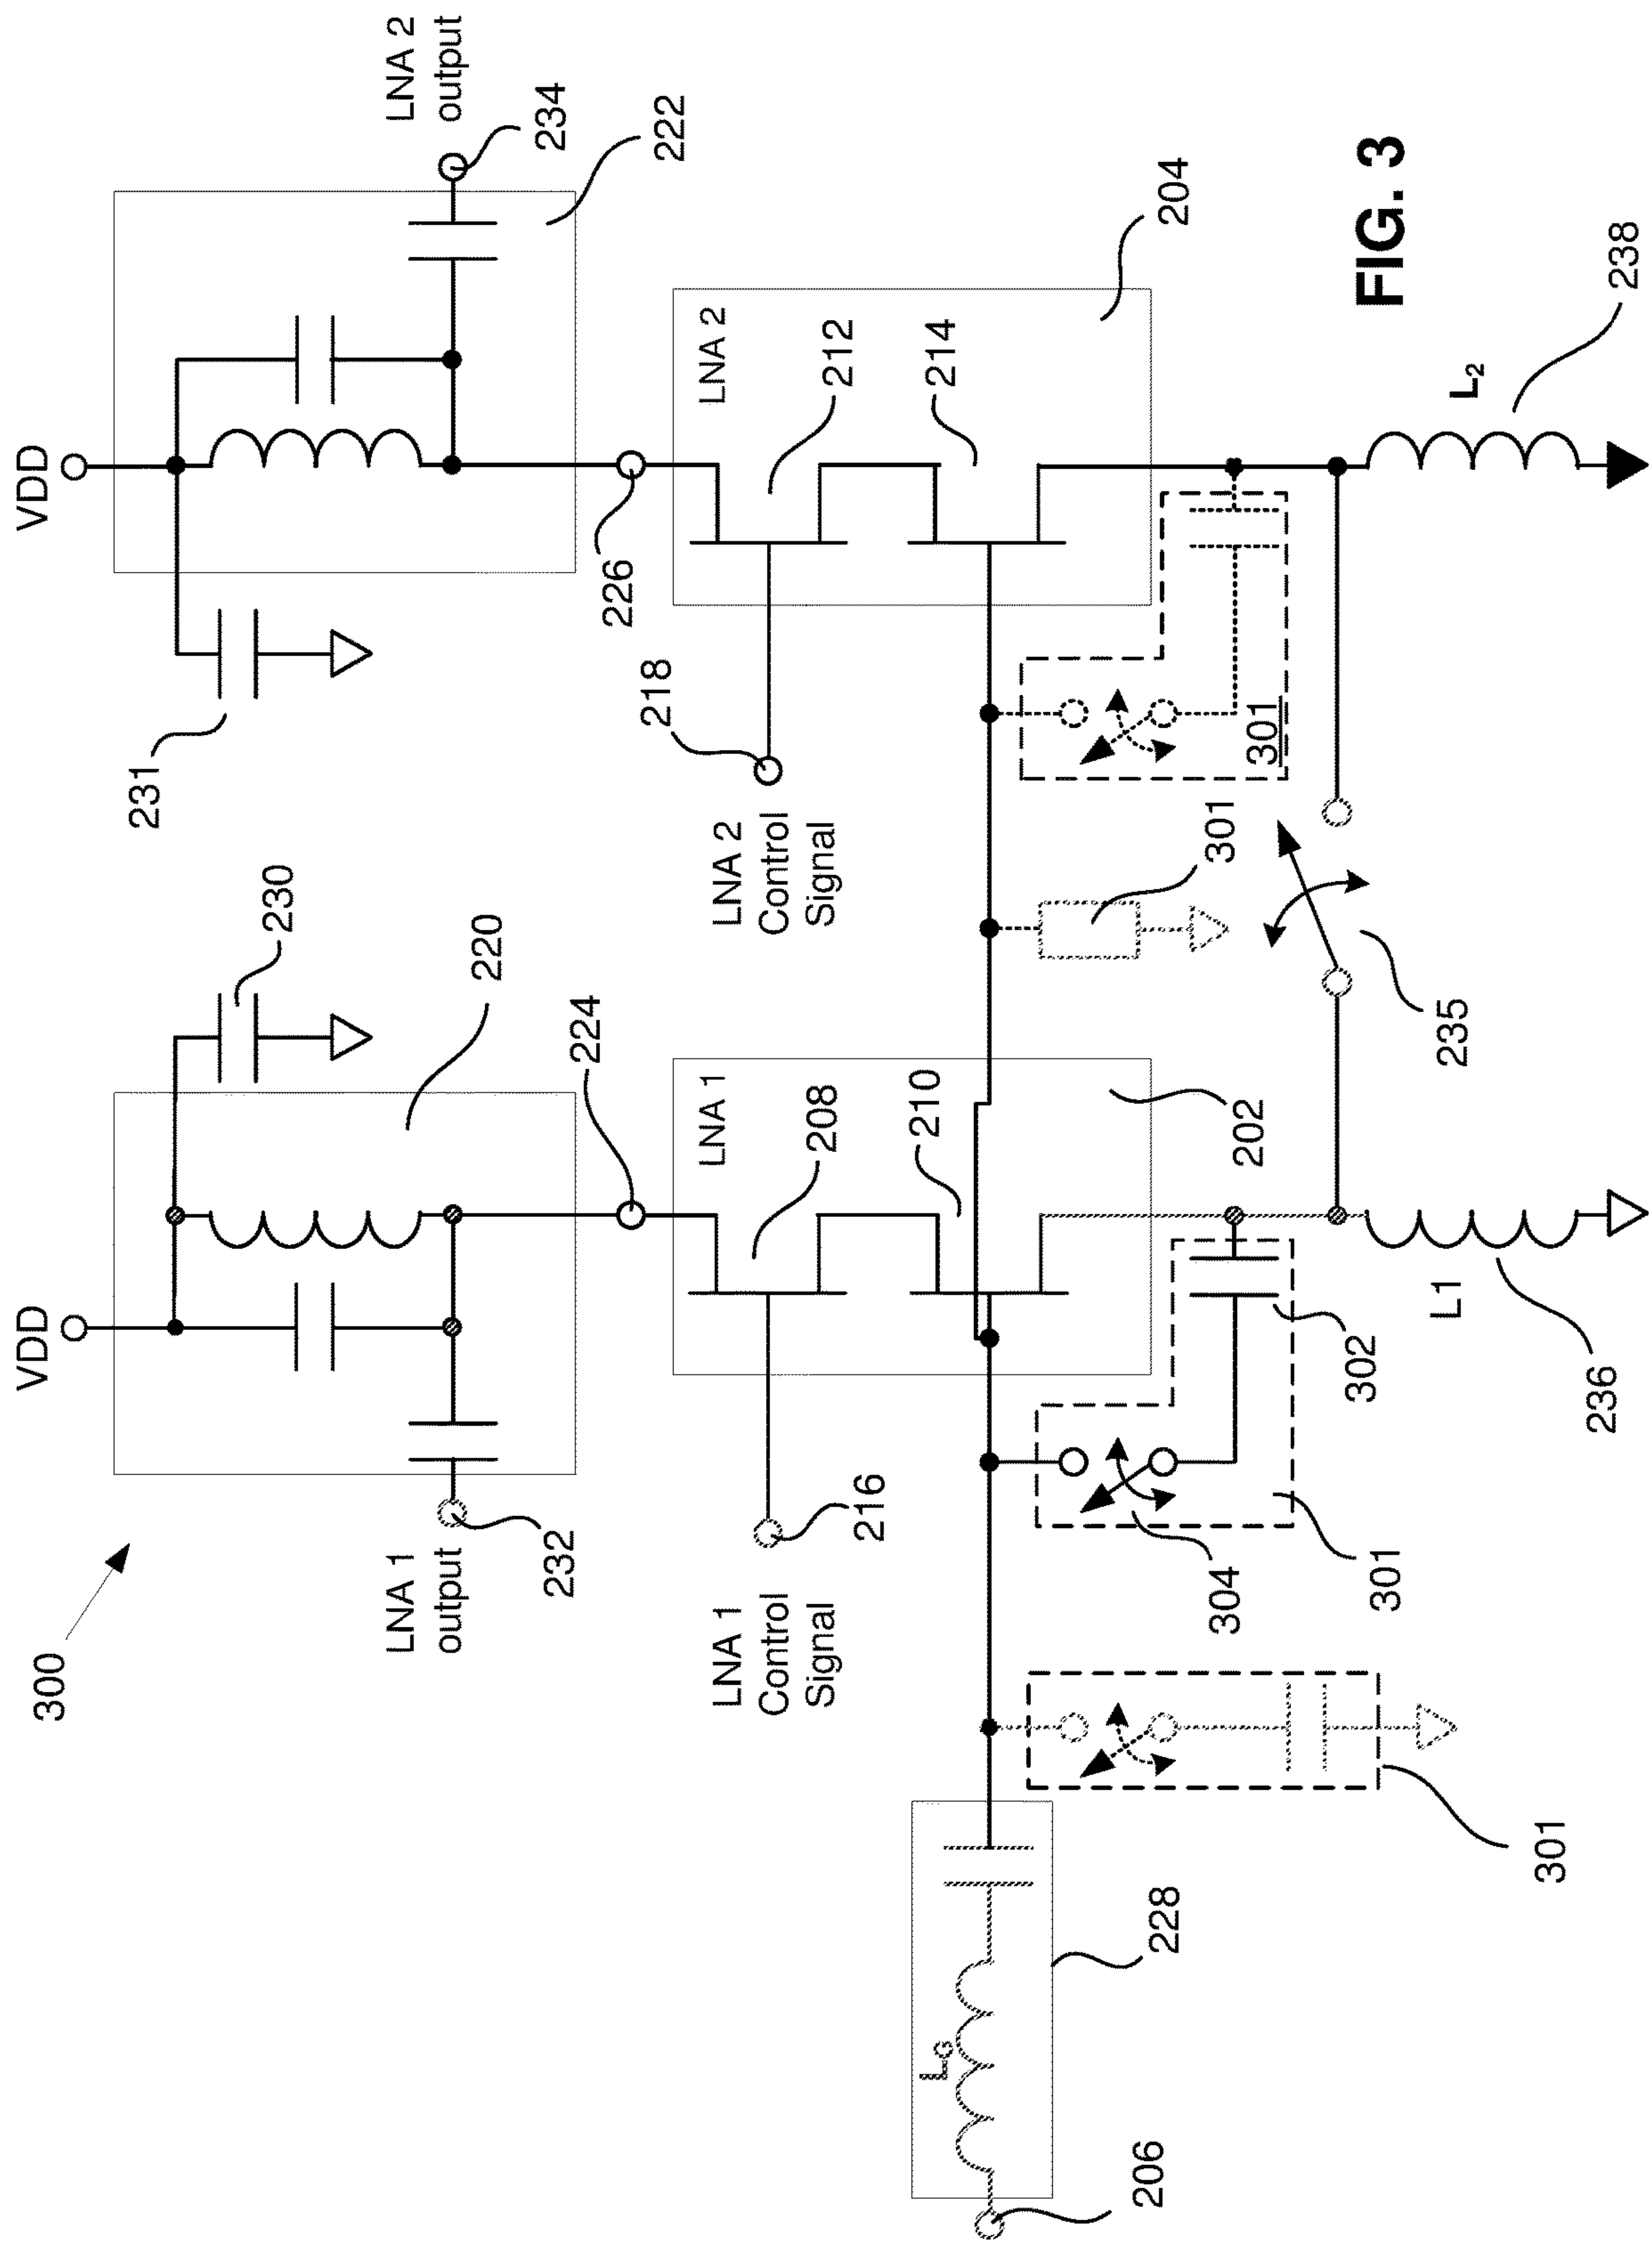 300
VDD
VDD
230
231
220
LNA 1
output
232
LNA 2
output
234
222
224
226
LNA 1
Control
Signal
216
LNA 1
208
210
202
LNA 2
Control
Signal
218
LNA 2
212
214
204
L₀
206
228
301
304
301
302
301
301
235
L1
236
L₂
238
FIG. 3